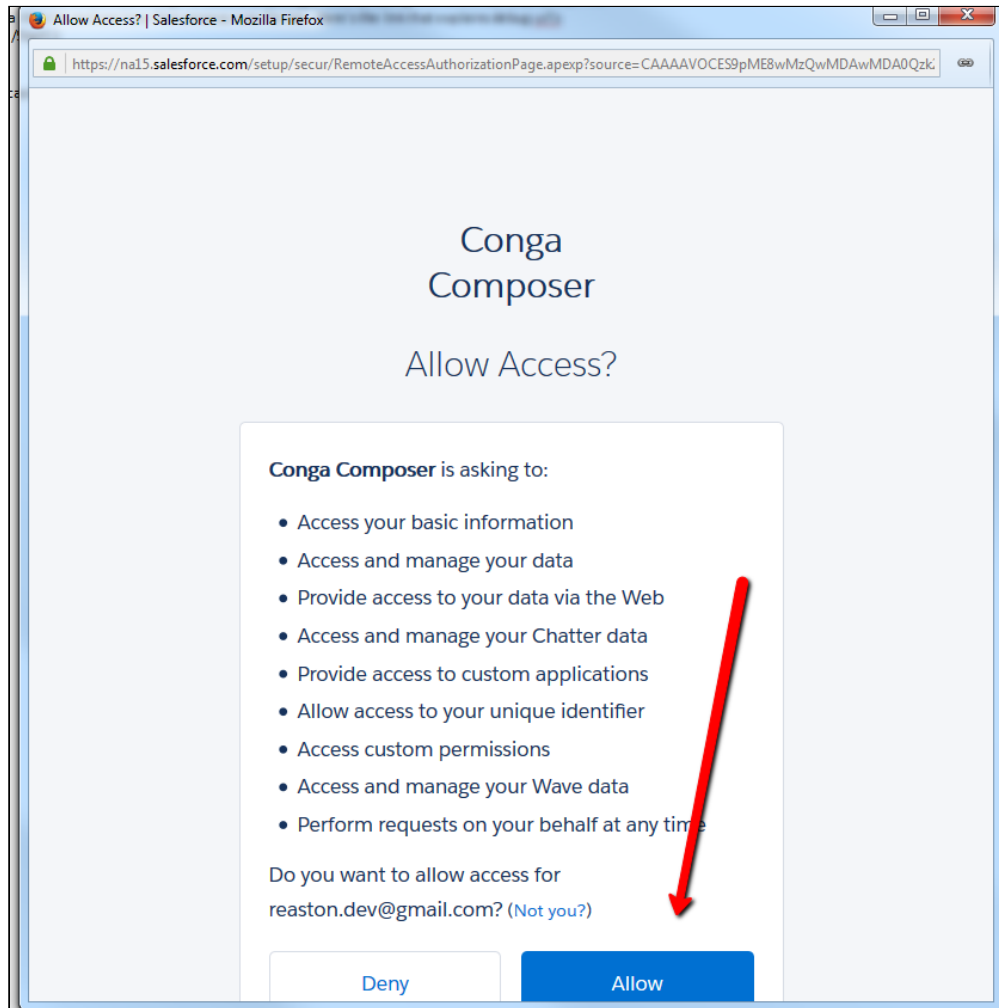 Allow Access? | Salesforce - Mozilla Firefox
https://na15.salesforce.com/setup/secur/RemoteAccessAuthorizationPage.apexp?source=CAAAAVOCES9pME8wMzQwMDAwMDA0Qzk
Conga
Composer
Allow Access?
Conga Composer is asking to:
• Access your basic information
• Access and manage your data
• Provide access to your data via the Web
• Access and manage your Chatter data
• Provide access to custom applications
• Allow access to your unique identifier
• Access custom permissions
• Access and manage your Wave data
• Perform requests on your behalf at any time
Do you want to allow access for
reaston.dev@gmail.com? (Not you?)
Deny Allow